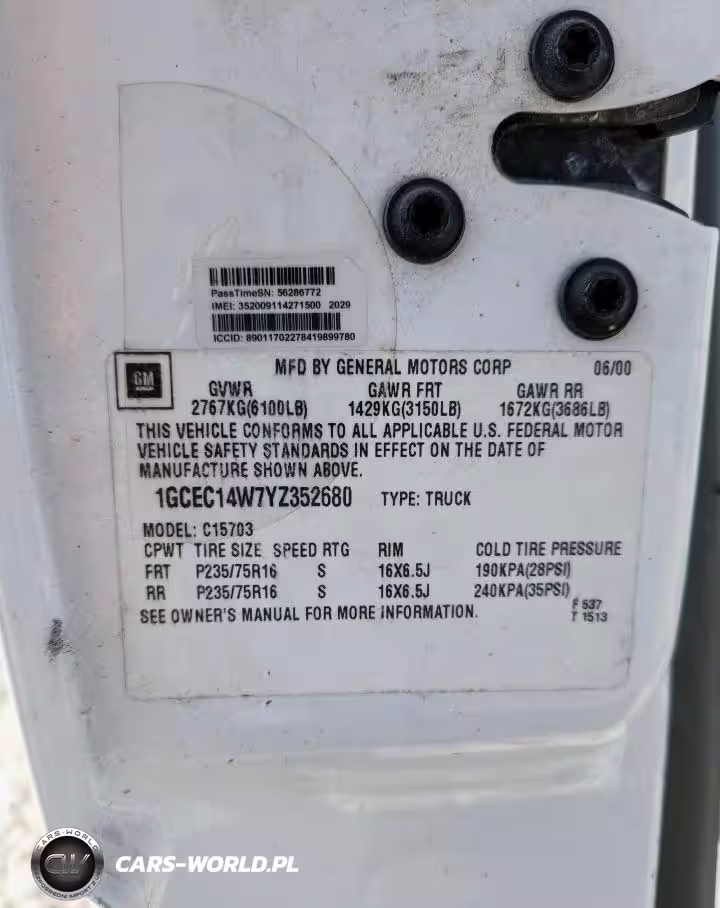 PassTimeSN: 56286772
IMEI: 352009114271500 2029
ICCID: 89011702278419899780
GM
MFD BY GENERAL MOTORS CORP 06/00
GVWR GAWR FRT GAWR RR
2767KG(6100LB) 1429KG(3150LB) 1672KG(3686LB)
THIS VEHICLE CONFORMS TO ALL APPLICABLE U.S. FEDERAL MOTOR
VEHICLE SAFETY STANDARDS IN EFFECT ON THE DATE OF
MANUFACTURE SHOWN ABOVE.
1GCEC14W7YZ352680 TYPE: TRUCK
MODEL: C15703
CPWT TIRE SIZE SPEED RTG RIM COLD TIRE PRESSURE
FRT P235/75R16 S 16X6.5J 190KPA(28PSI)
RR P235/75R16 S 16X6.5J 240KPA(35PSI)
SEE OWNER'S MANUAL FOR MORE INFORMATION.
F 537
T 1513
CARS-WORLD
CW
CARS-WORLD.PL